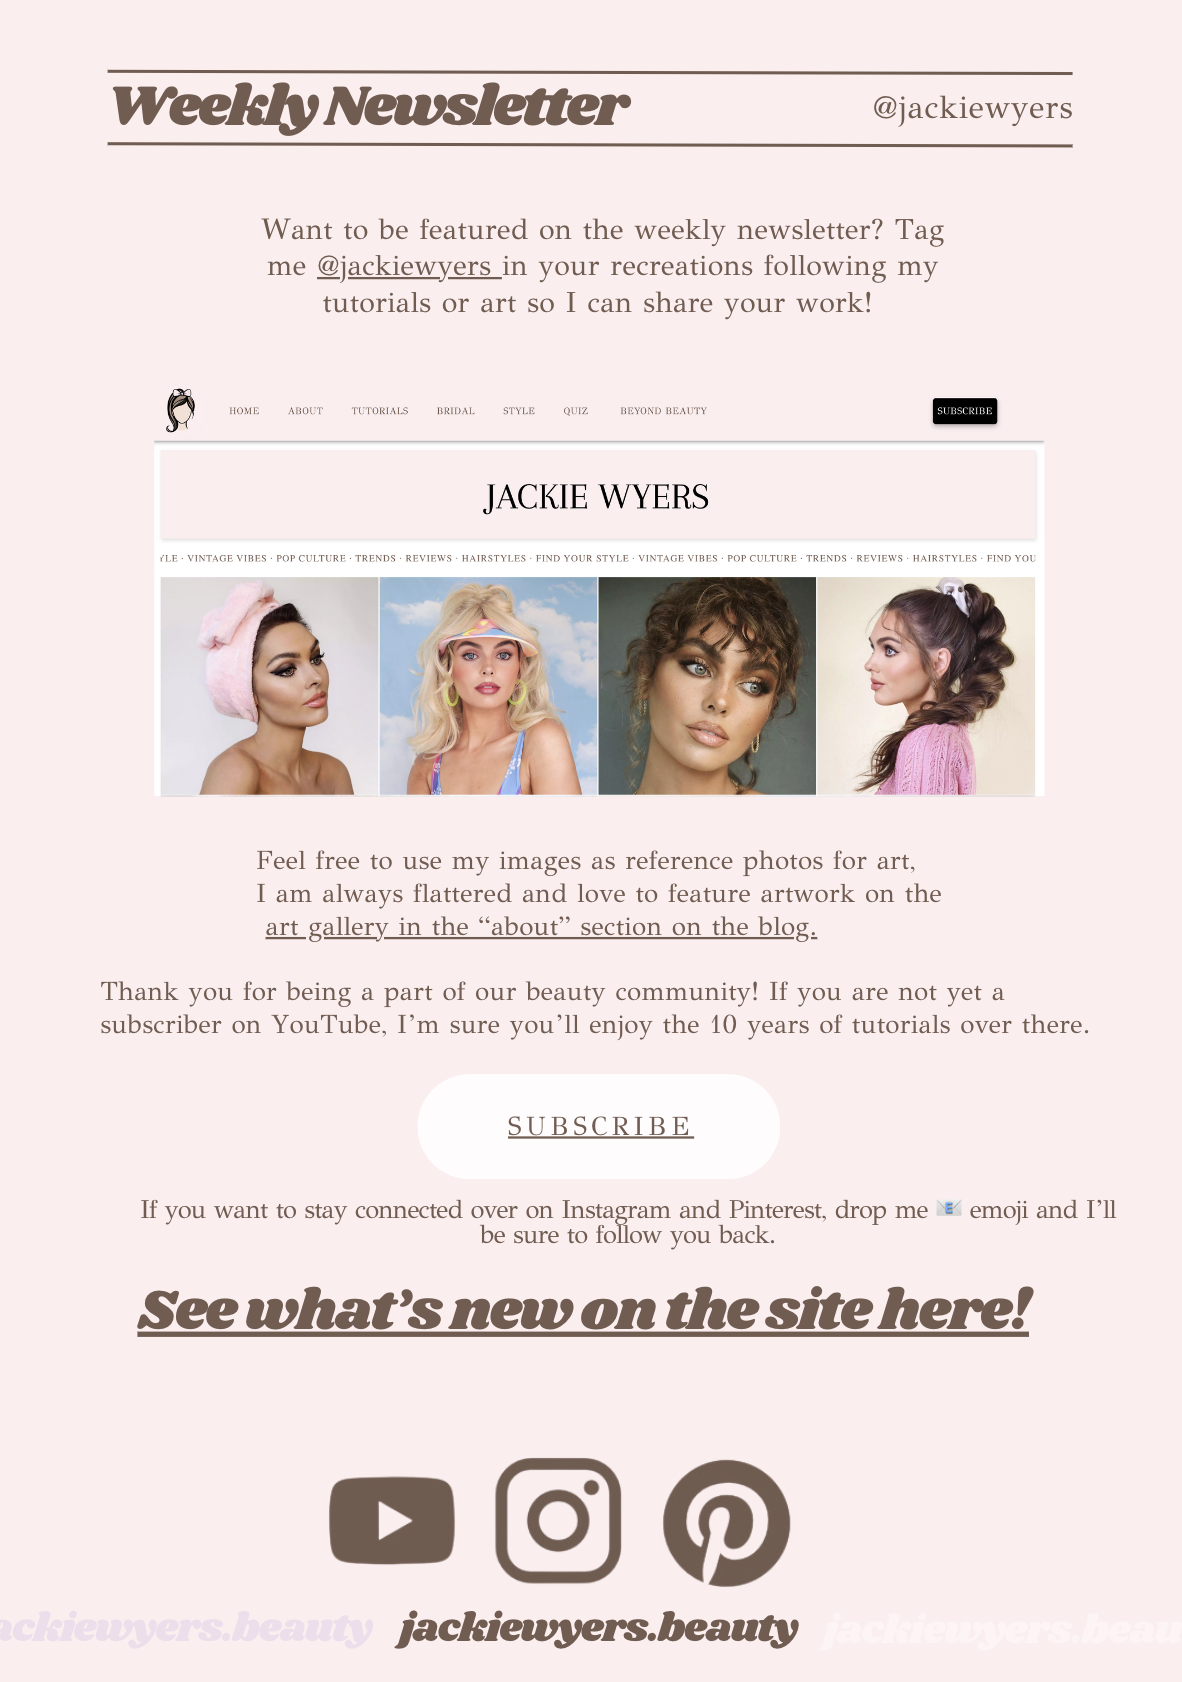 Weekly Newsletter
@jackiewyers
Want to be featured on the weekly newsletter? Tag
me @jackiewyers in your recreations following my
tutorials or art so I can share your work!
HOME ABOUT TUTORIALS BRIDAL STYLE QUIZ BEYOND BEAUTY SUBSCRIBE
JACKIE WYERS
YLE · VINTAGE VIBES · POP CULTURE · TRENDS · REVIEWS · HAIRSTYLES · FIND YOUR STYLE · VINTAGE VIBES · POP CULTURE · TRENDS · REVIEWS · HAIRSTYLES · FIND YOU
Feel free to use my images as reference photos for art,
I am always flattered and love to feature artwork on the
art gallery in the “about” section on the blog.
Thank you for being a part of our beauty community! If you are not yet a
subscriber on YouTube, I’m sure you’ll enjoy the 10 years of tutorials over there.
SUBSCRIBE
If you want to stay connected over on Instagram and Pinterest, drop me 📧 emoji and I’ll
be sure to follow you back.
See what’s new on the site here!
ackiewyers.beauty jackiewyers.beauty jackiewyers.beau